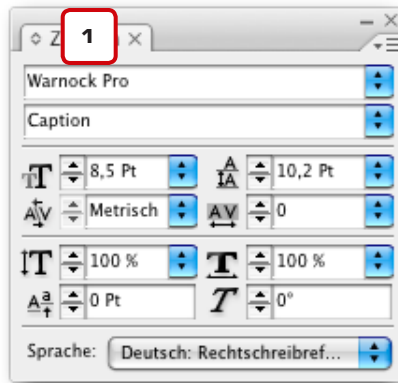 1
Warnock Pro
Caption
8,5 Pt 10,2 Pt
Metrisch 0
100 % 100 %
0 Pt 0°
Sprache: Deutsch: Rechtschreibref...